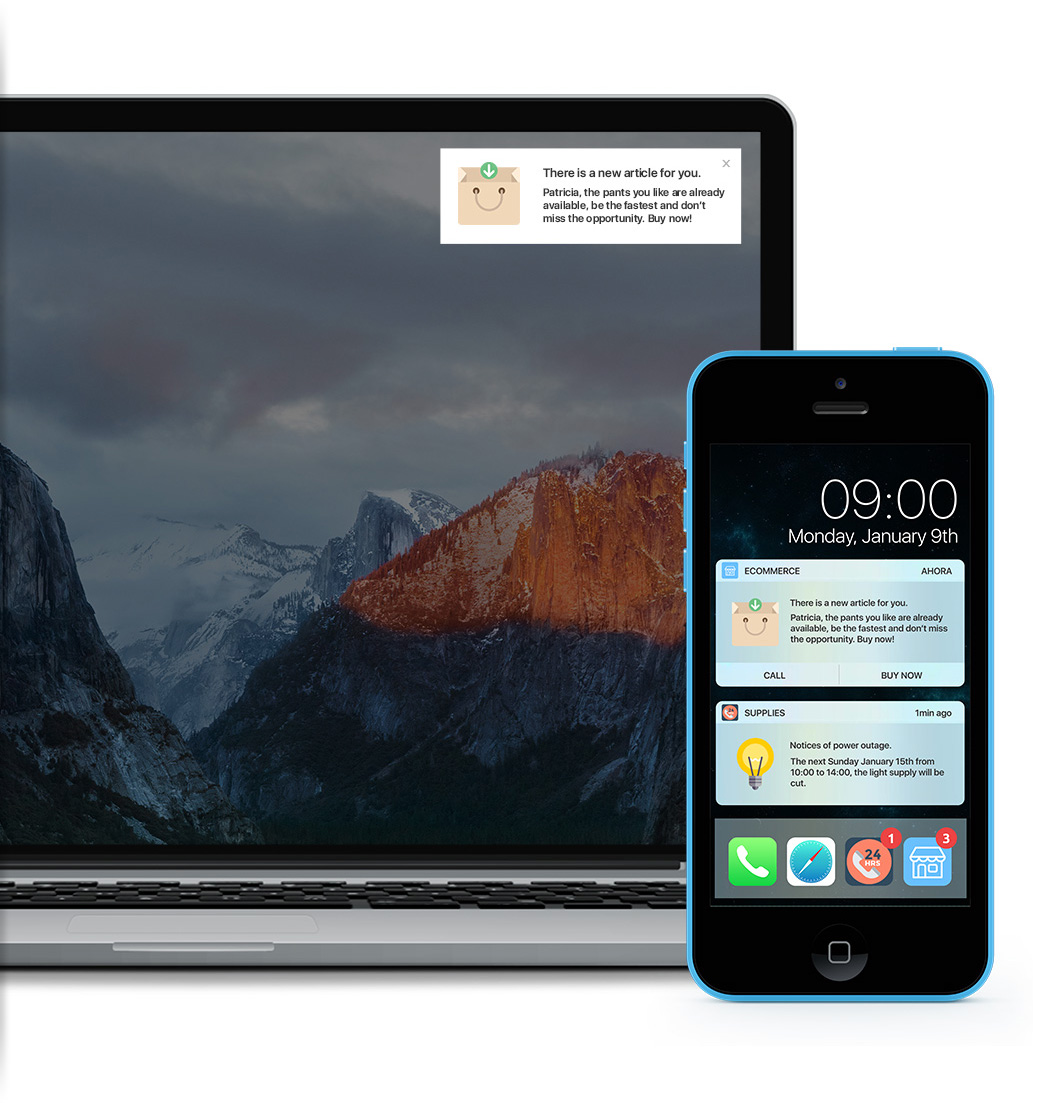 There is a new article for you.
Patricia, the pants you like are already
available, be the fastest and don't
miss the opportunity. Buy now!
09:00
Monday, January 9th
ECOMMERCE AHORA
There is a new article for you.
Patricia, the pants you like are already
available, be the fastest and don't miss
the opportunity. Buy now!
CALL BUY NOW
SUPPLIES 1min ago
Notices of power outage.
The next Sunday January 15th from
10:00 to 14:00, the light supply will be
cut.
1 3
24
HRS